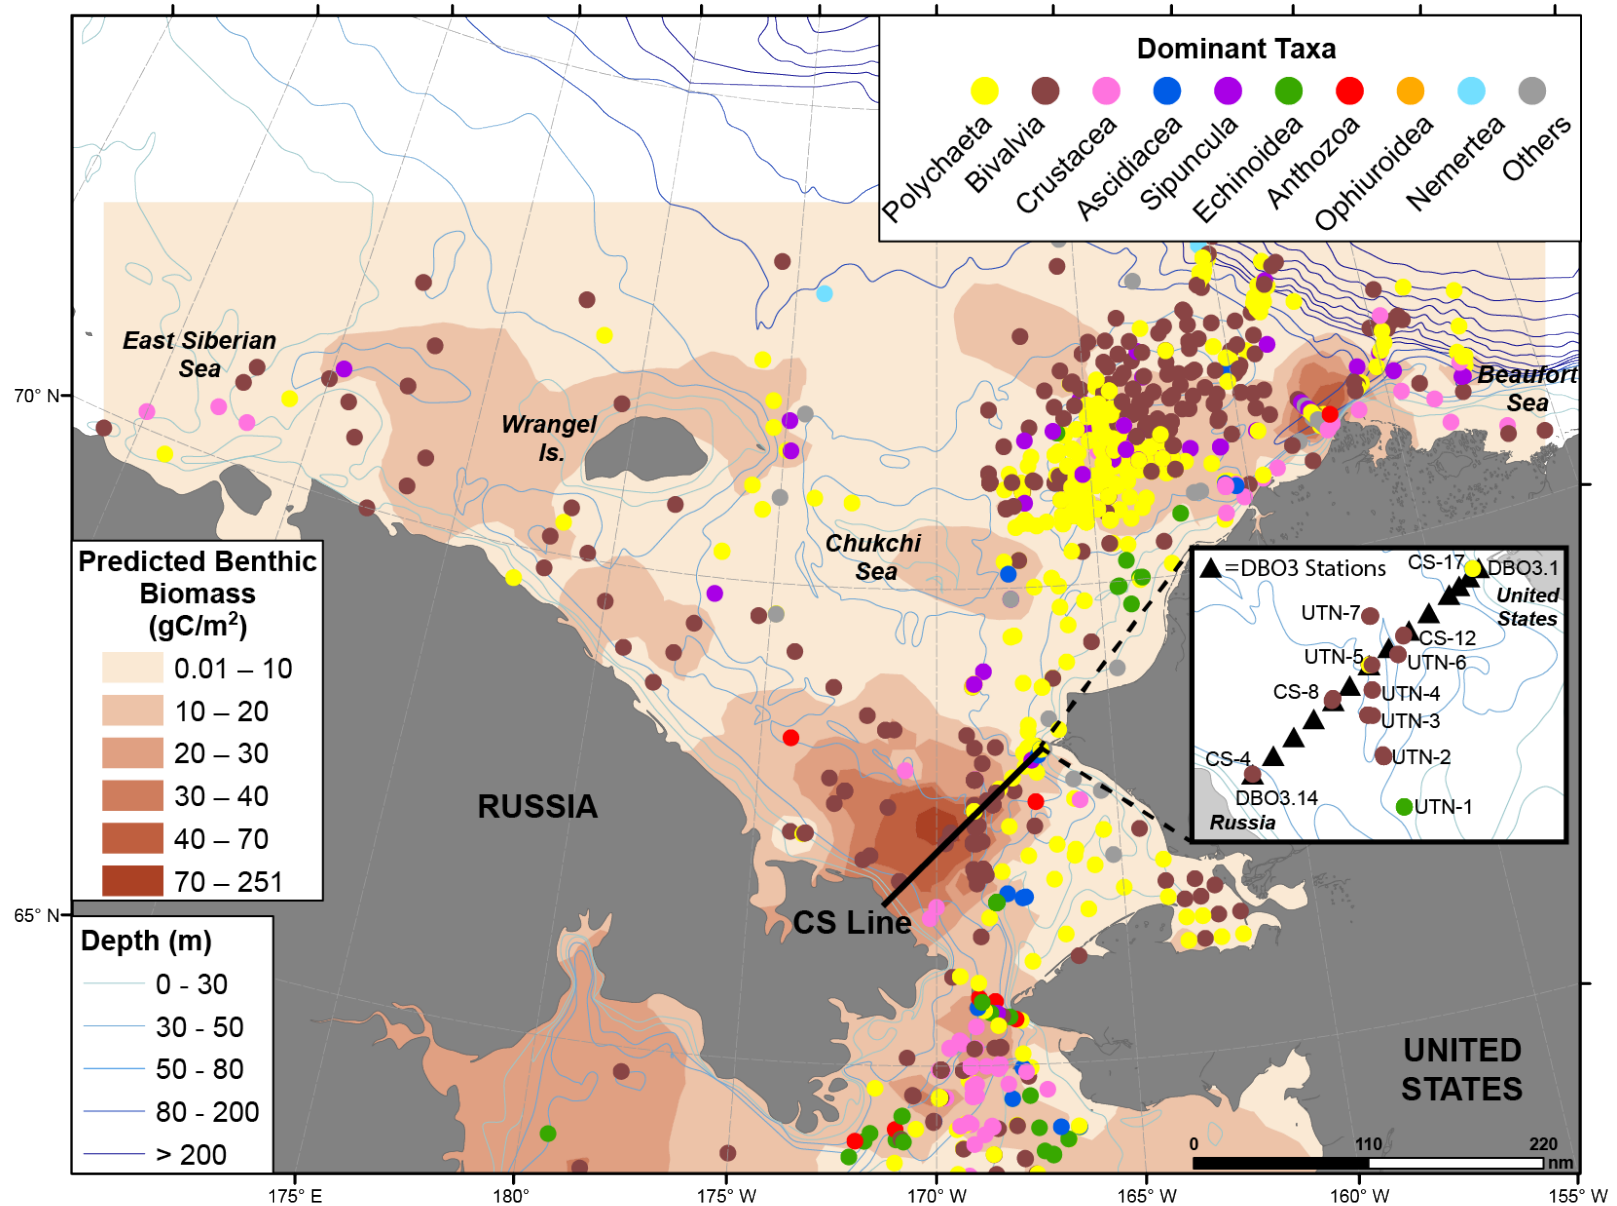 Dominant Taxa
Polychaeta
Bivalvia
Crustacea
Ascidiacea
Sipuncula
Echinoidea
Anthozoa
Ophiuroidea
Nemertea
Others
East Siberian
Sea
Wrangel
Is.
Chukchi
Sea
Beaufort
Sea
70° N
65° N
Predicted Benthic
Biomass
(gC/m²)
0.01 – 10
10 – 20
20 – 30
30 – 40
40 – 70
70 – 251
Depth (m)
0 - 30
30 - 50
50 - 80
80 - 200
> 200
RUSSIA
CS Line
UNITED
STATES
=DBO3 Stations
CS-17
DBO3.1
United
States
UTN-7
CS-12
UTN-5
UTN-6
CS-8
UTN-4
UTN-3
CS-4
UTN-2
DBO3.14
UTN-1
Russia
0 110 220
nm
175° E
180°
175° W
170° W
165° W
160° W
155° W